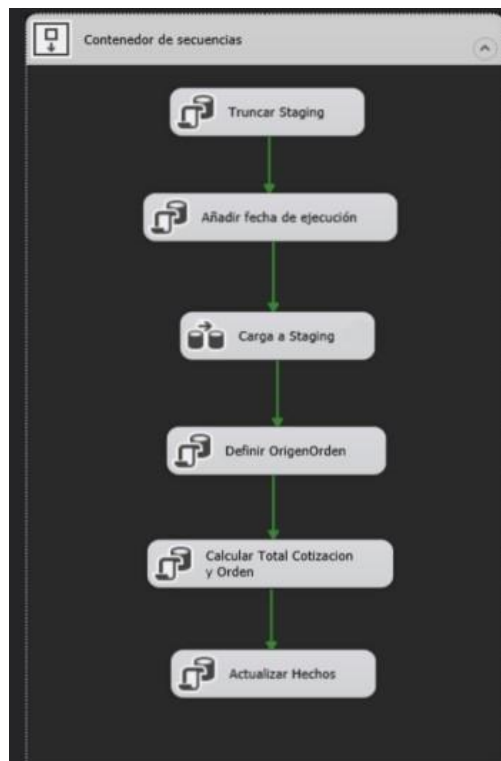 Contenedor de secuencias
Truncar Staging
Añadir fecha de ejecución
Carga a Staging
Definir OrigenOrden
Calcular Total Cotizacion
y Orden
Actualizar Hechos